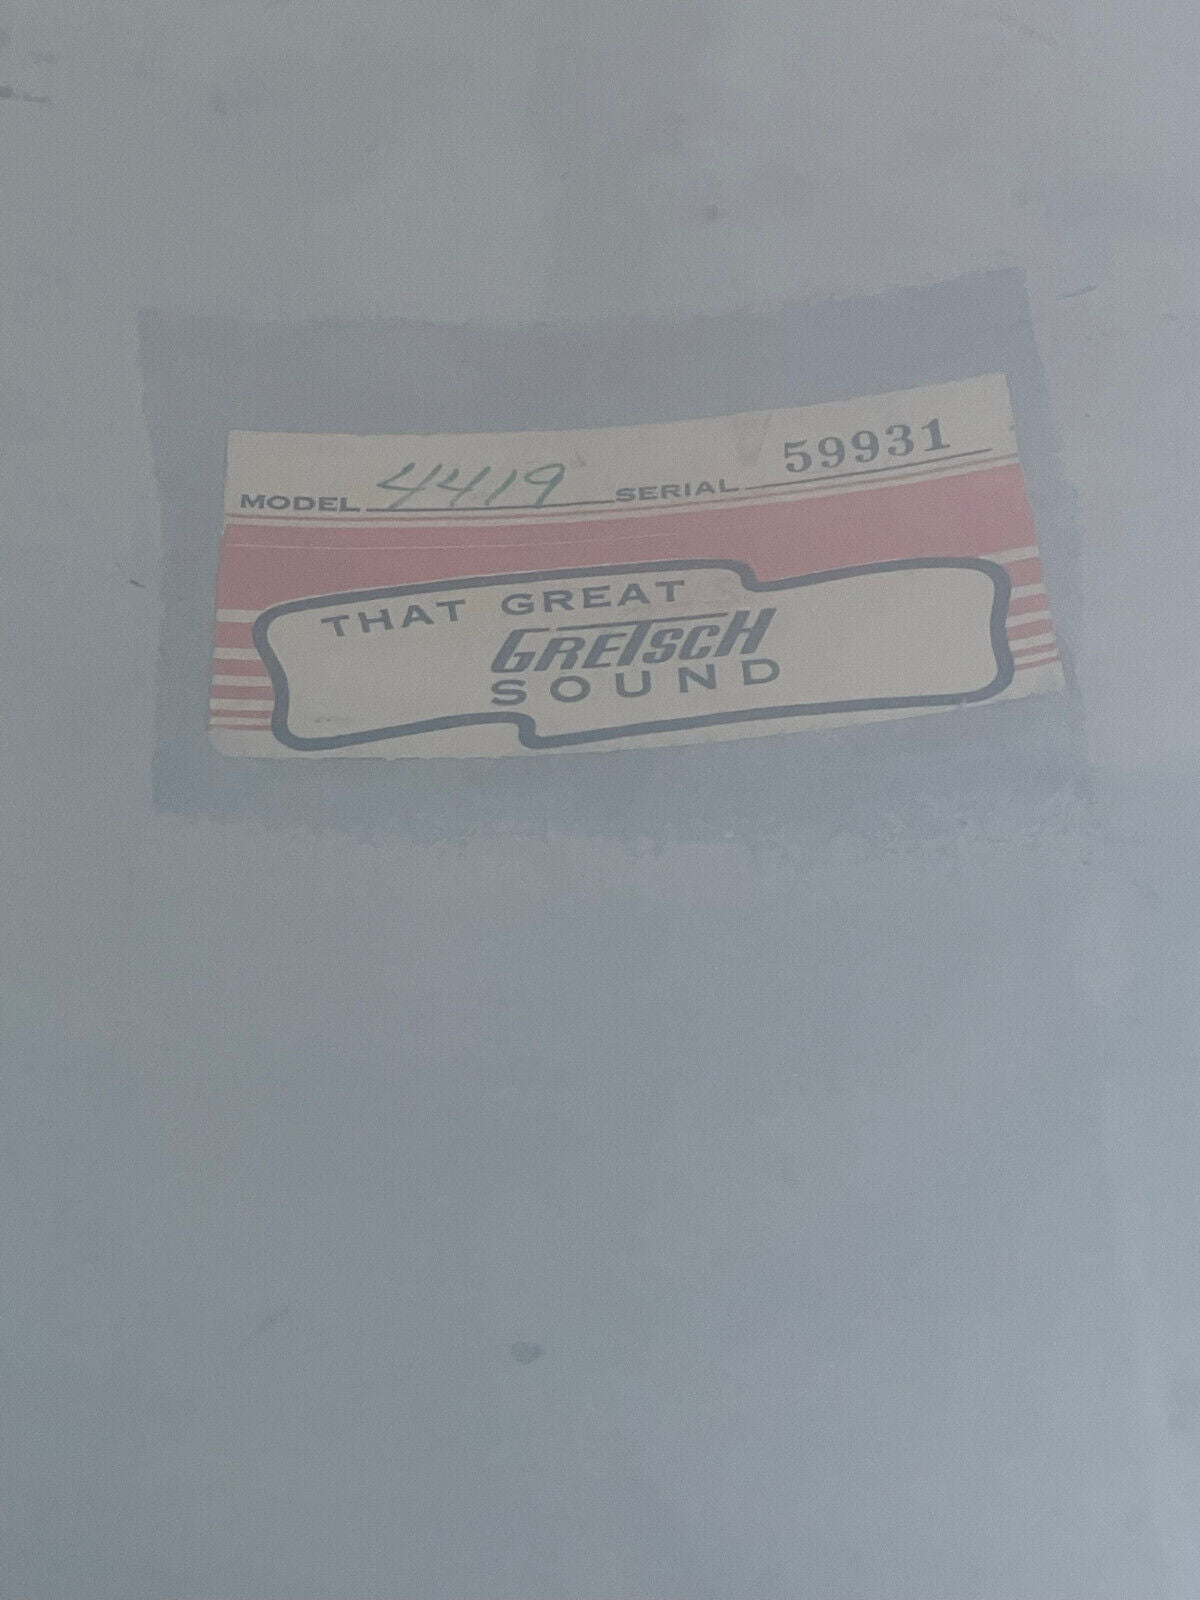 MODEL 4419 SERIAL 59931
THAT GREAT
GRETSCH
SOUND